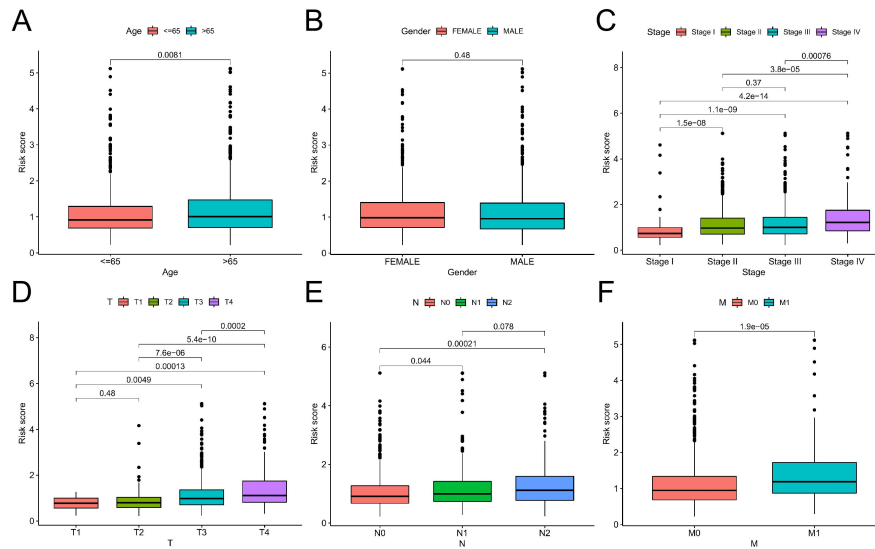 A
Age <=65 >65
0.0081
Risk score
5
4
3
2
1
0
<=65 >65
Age
B
Gender FEMALE MALE
0.48
Risk score
5
4
3
2
1
0
FEMALE MALE
Gender
C
Stage Stage I Stage II Stage III Stage IV
0.00076
3.8e−05
0.37
4.2e−14
1.1e−09
1.5e−08
Risk score
8
6
4
2
0
Stage I Stage II Stage III Stage IV
Stage
D
T T1 T2 T3 T4
0.0002
5.4e−10
7.6e−06
0.00013
0.0049
0.48
Risk score
8
6
4
2
0
T1 T2 T3 T4
T
E
N N0 N1 N2
0.078
0.00021
0.044
Risk score
6
4
2
0
N0 N1 N2
N
F
M M0 M1
1.9e−05
Risk score
5
4
3
2
1
0
M0 M1
M